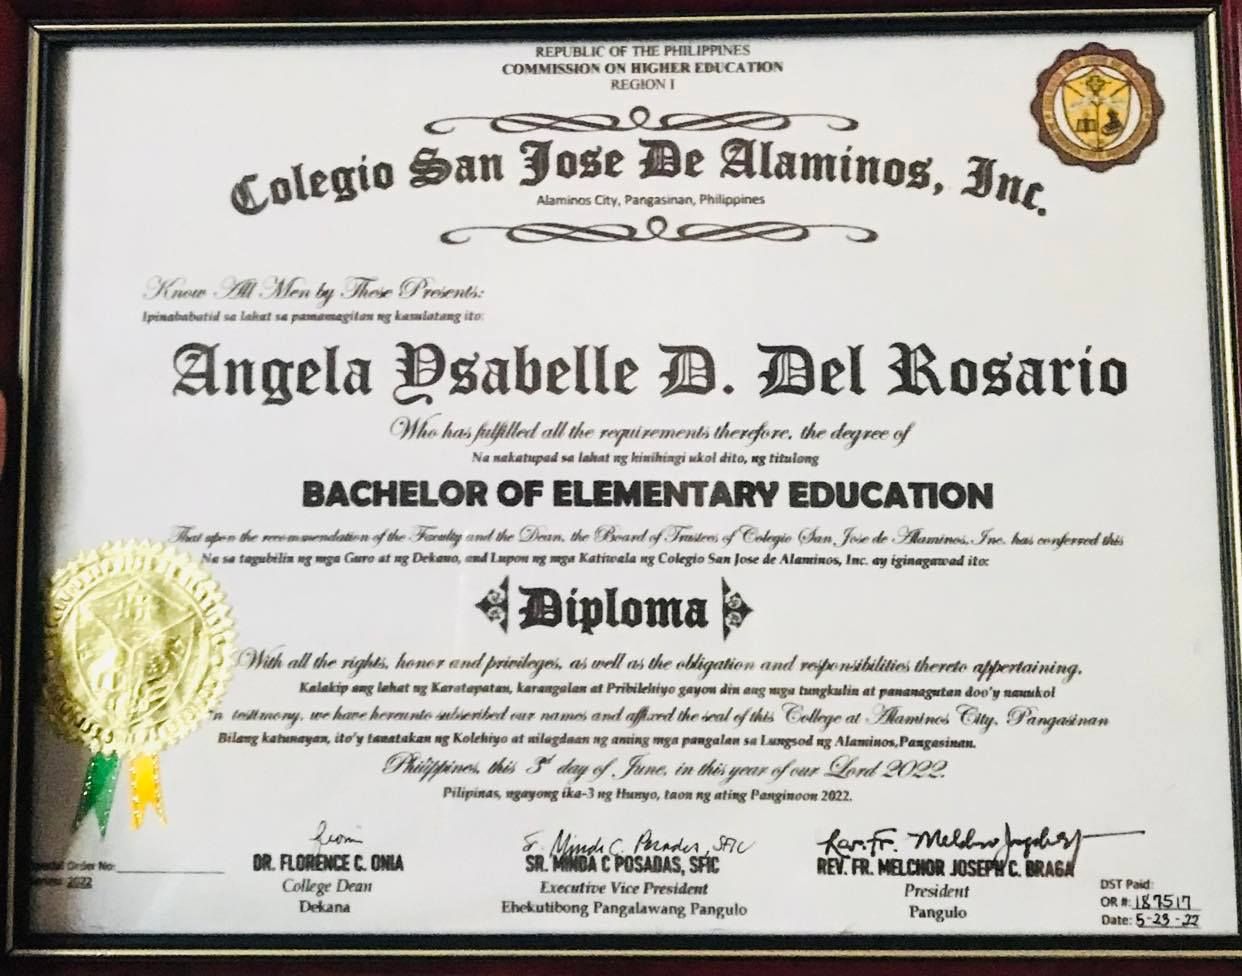 REPUBLIC OF THE PHILIPPINES
COMMISSION ON HIGHER EDUCATION
REGION I
Colegio San Jose De Alaminos, Inc.
Alaminos City, Pangasinan, Philippines
Know All Men by These Presents:
Ipinababatid sa lahat sa pamamagitan ng kasulatang ito:
Angela Ysabelle D. Del Rosario
Who has fulfilled all the requirements therefore, the degree of
Na nakatupad sa lahat ng hinihingi ukol dito, ng titulong
BACHELOR OF ELEMENTARY EDUCATION
That upon the recommendation of the Faculty and the Dean, the Board of Trustees of Colegio San Jose de Alaminos, Inc. has conferred this
Na sa tagubilin ng mga Guro at ng Dekano, and Lupon ng mga Katiwala ng Colegio San Jose de Alaminos, Inc. ay iginagawad ito:
Diploma
With all the rights, honor and privileges, as well as the obligation and responsibilities thereto appertaining.
Kalakip ang lahat ng Karatapatan, karangalan at Pribilehiyo gayon din ang mga tungkulin at pananagutan doo'y nauukol
n testimony, we have hereunto subscribed our names and affixed the seal of this College at Alaminos City, Pangasinan
Bilang katunayan, ito'y tanatakan ng Kolehiyo at nilagdaan ng aming mga pangalan sa Lungsod ng Alaminos,Pangasinan.
Philippines, this 3rd day of June, in this year of our Lord 2022.
Pilipinas, ngayong ika-3 ng Hunyo, taon ng ating Panginoon 2022.
Sr. Minda C. Posadas, SFIC
Rev. Fr.
DR. FLORENCE C. ONIA
SR. MINDA C POSADAS, SFIC
REV. FR. MELCHOR JOSEPH C. BRAGA
College Dean
Executive Vice President
President
Dekana
Ehekutibong Pangalawang Pangulo
Pangulo
Order No:
2022
DST Paid:
OR #: 187517
Date: 5-23-22